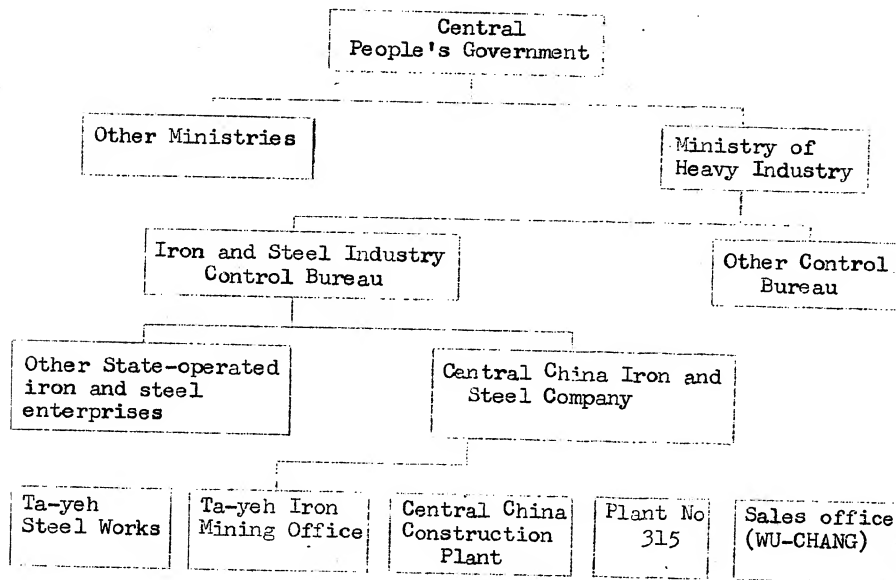 Central
People's Government
Other Ministries
Ministry of
Heavy Industry
Iron and Steel Industry
Control Bureau
Other Control
Bureau
Other State-operated
iron and steel
enterprises
Central China Iron and
Steel Company
Ta-yeh
Steel Works
Ta-yeh Iron
Mining Office
Central China
Construction
Plant
Plant No
315
Sales office
(WU-CHANG)